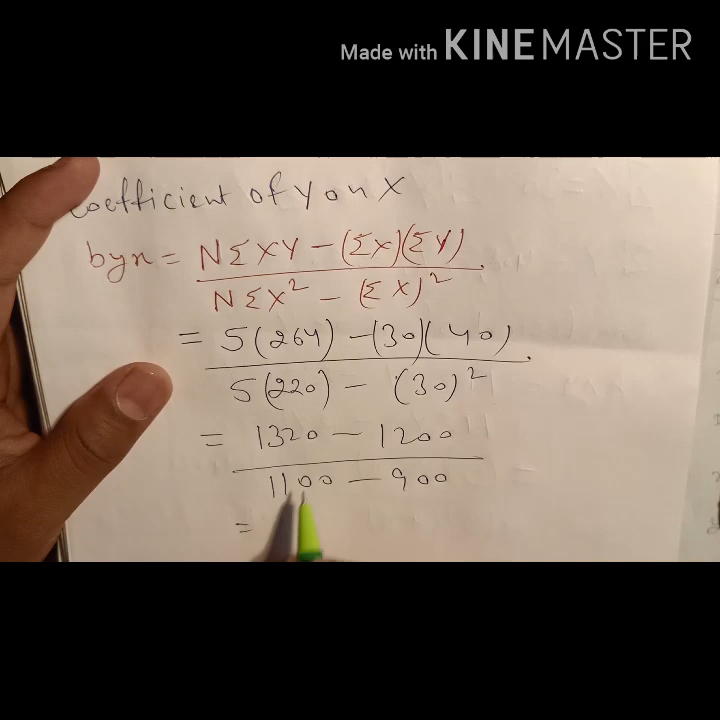 Made with KINEMASTER
coefficient of Y on X
byx = NΣXY - (ΣX)(ΣY)
NΣX² - (ΣX)²
= 5(264) - (30)(40)
5(220) - (30)²
= 1320 - 1200
1100 - 900
=